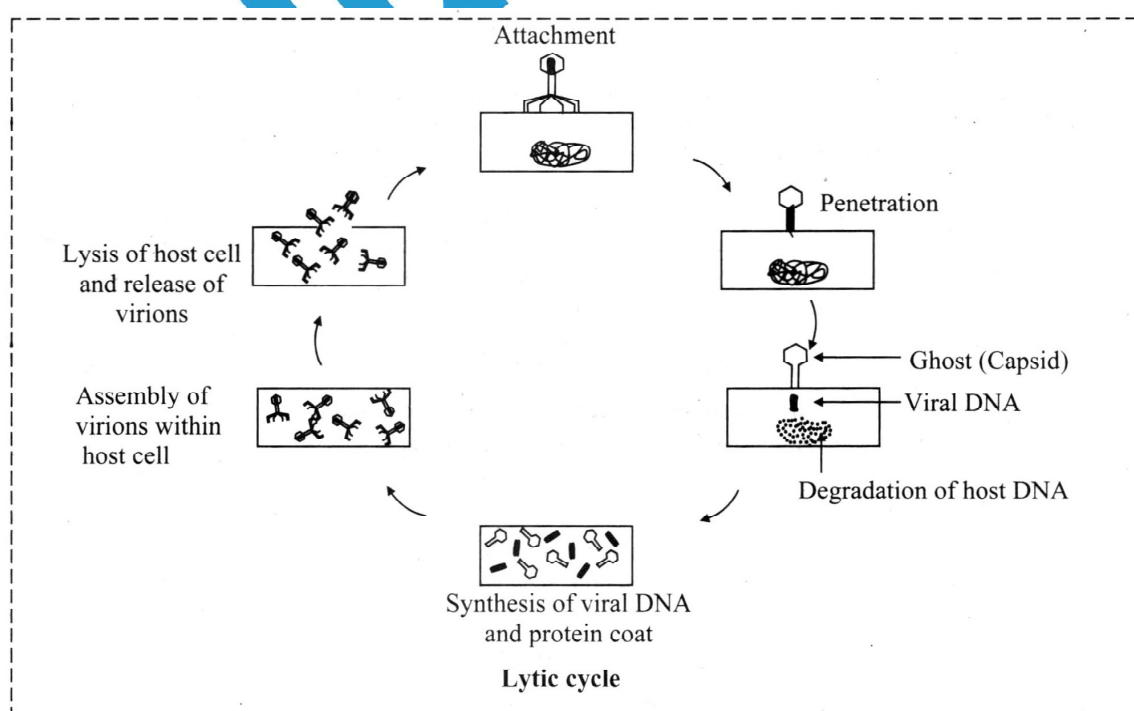 Attachment
Penetration
Ghost (Capsid)
Viral DNA
Degradation of host DNA
Synthesis of viral DNA
and protein coat
Assembly of
virions within
host cell
Lysis of host cell
and release of
virions
Lytic cycle